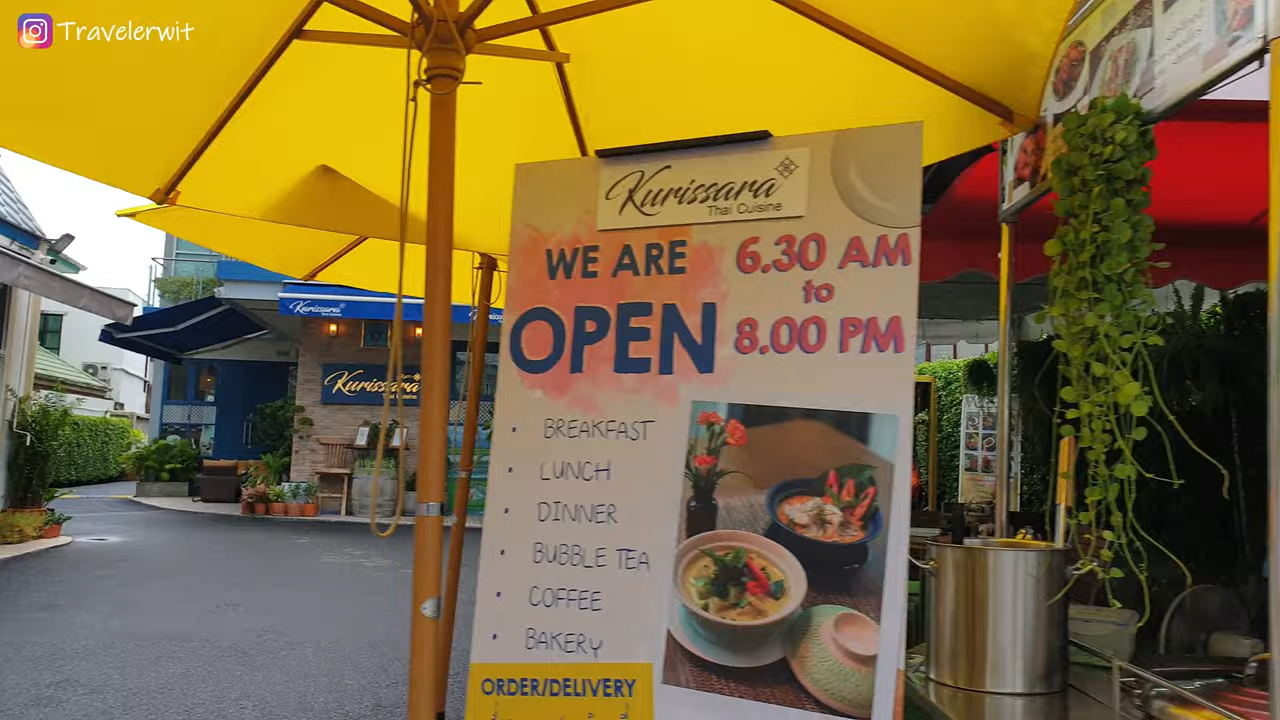 Travelerwit
Kurissara
Thai Cuisine
WE ARE
OPEN
6.30 AM
to
8.00 PM
• BREAKFAST
• LUNCH
• DINNER
• BUBBLE TEA
• COFFEE
• BAKERY
ORDER/DELIVERY
Kurissara
Kurissara
Thai Cuisine